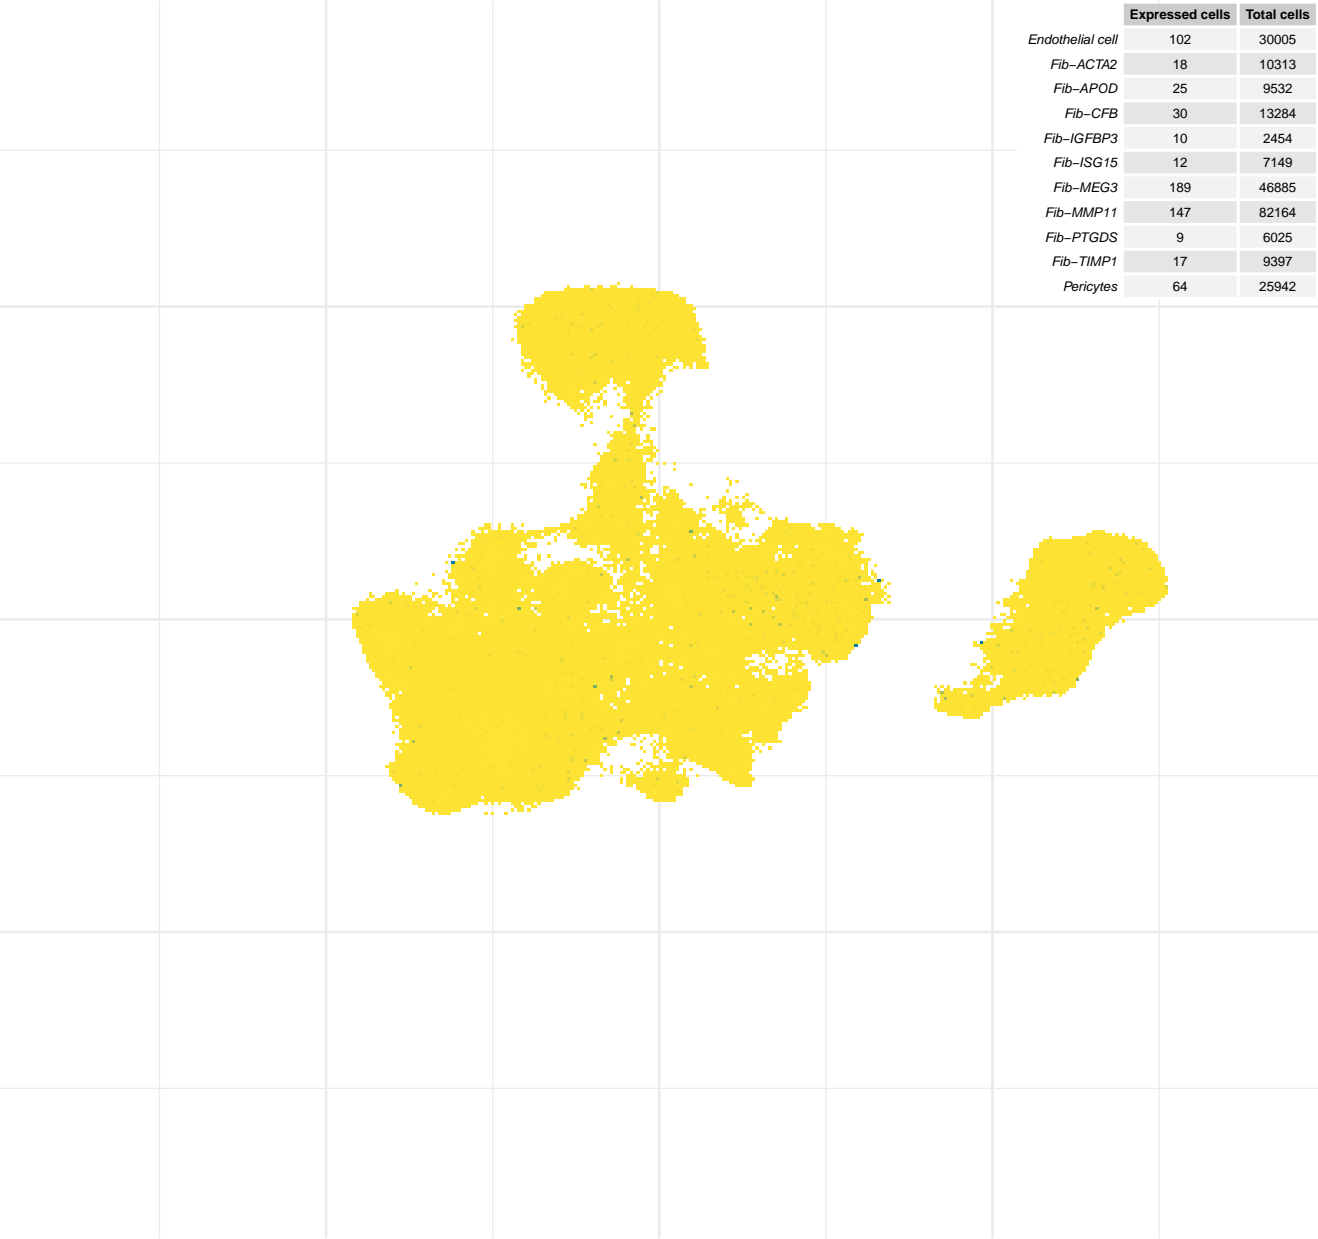 Expressed cells Total cells
Endothelial cell 102 30005
Fib−ACTA2 18 10313
Fib−APOD 25 9532
Fib−CFB 30 13284
Fib−IGFBP3 10 2454
Fib−ISG15 12 7149
Fib−MEG3 189 46885
Fib−MMP11 147 82164
Fib−PTGDS 9 6025
Fib−TIMP1 17 9397
Pericytes 64 25942